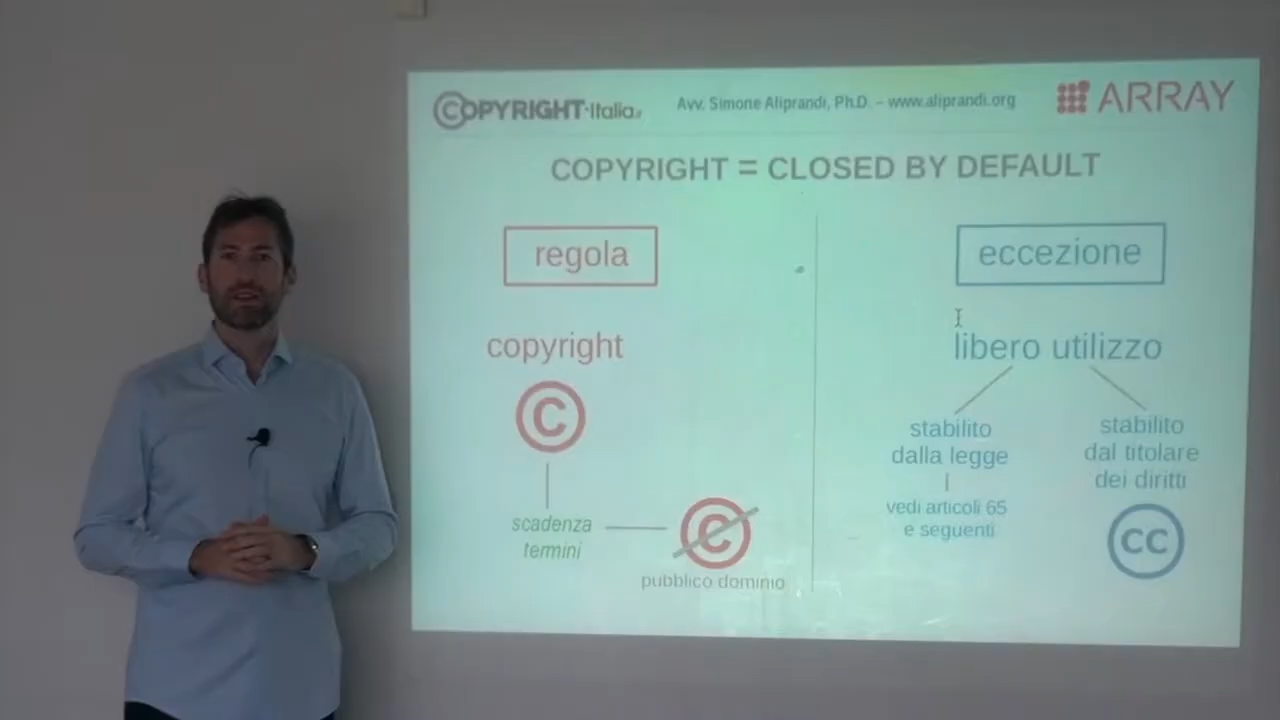 COPYRIGHT-Italia.it
Avv. Simone Aliprandi, Ph.D. – www.aliprandi.org
ARRAY
COPYRIGHT = CLOSED BY DEFAULT
regola
copyright
C
scadenza
termini
C
pubblico dominio
eccezione
libero utilizzo
stabilito
dalla legge
vedi articoli 65
e seguenti
stabilito
dal titolare
dei diritti
CC